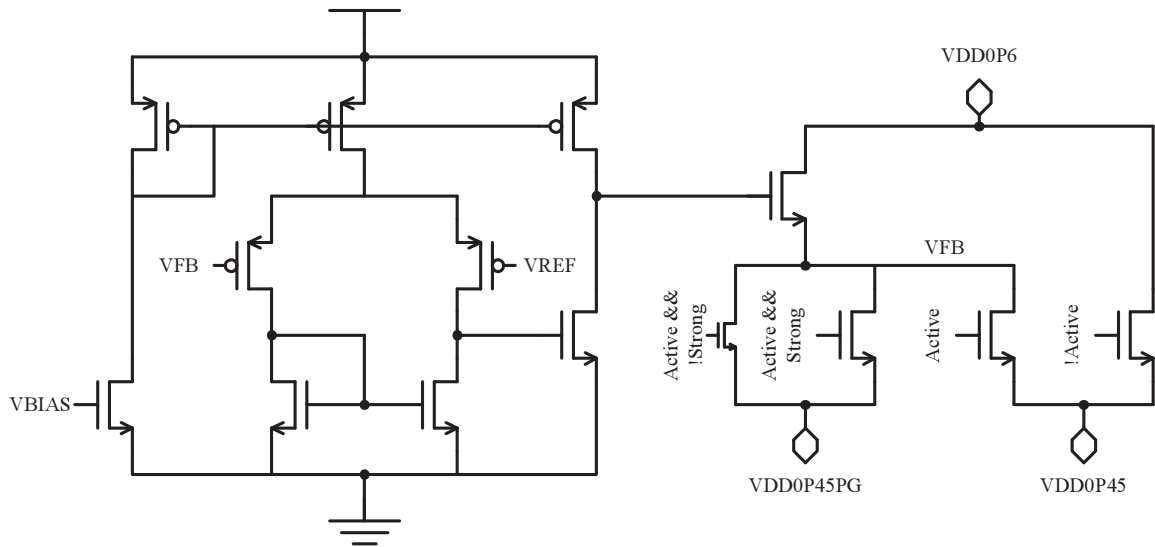 VDD0P6
VFB
VREF
VFB
Active &&
!Strong
Active &&
Strong
Active
!Active
VBIAS
VDD0P45PG
VDD0P45